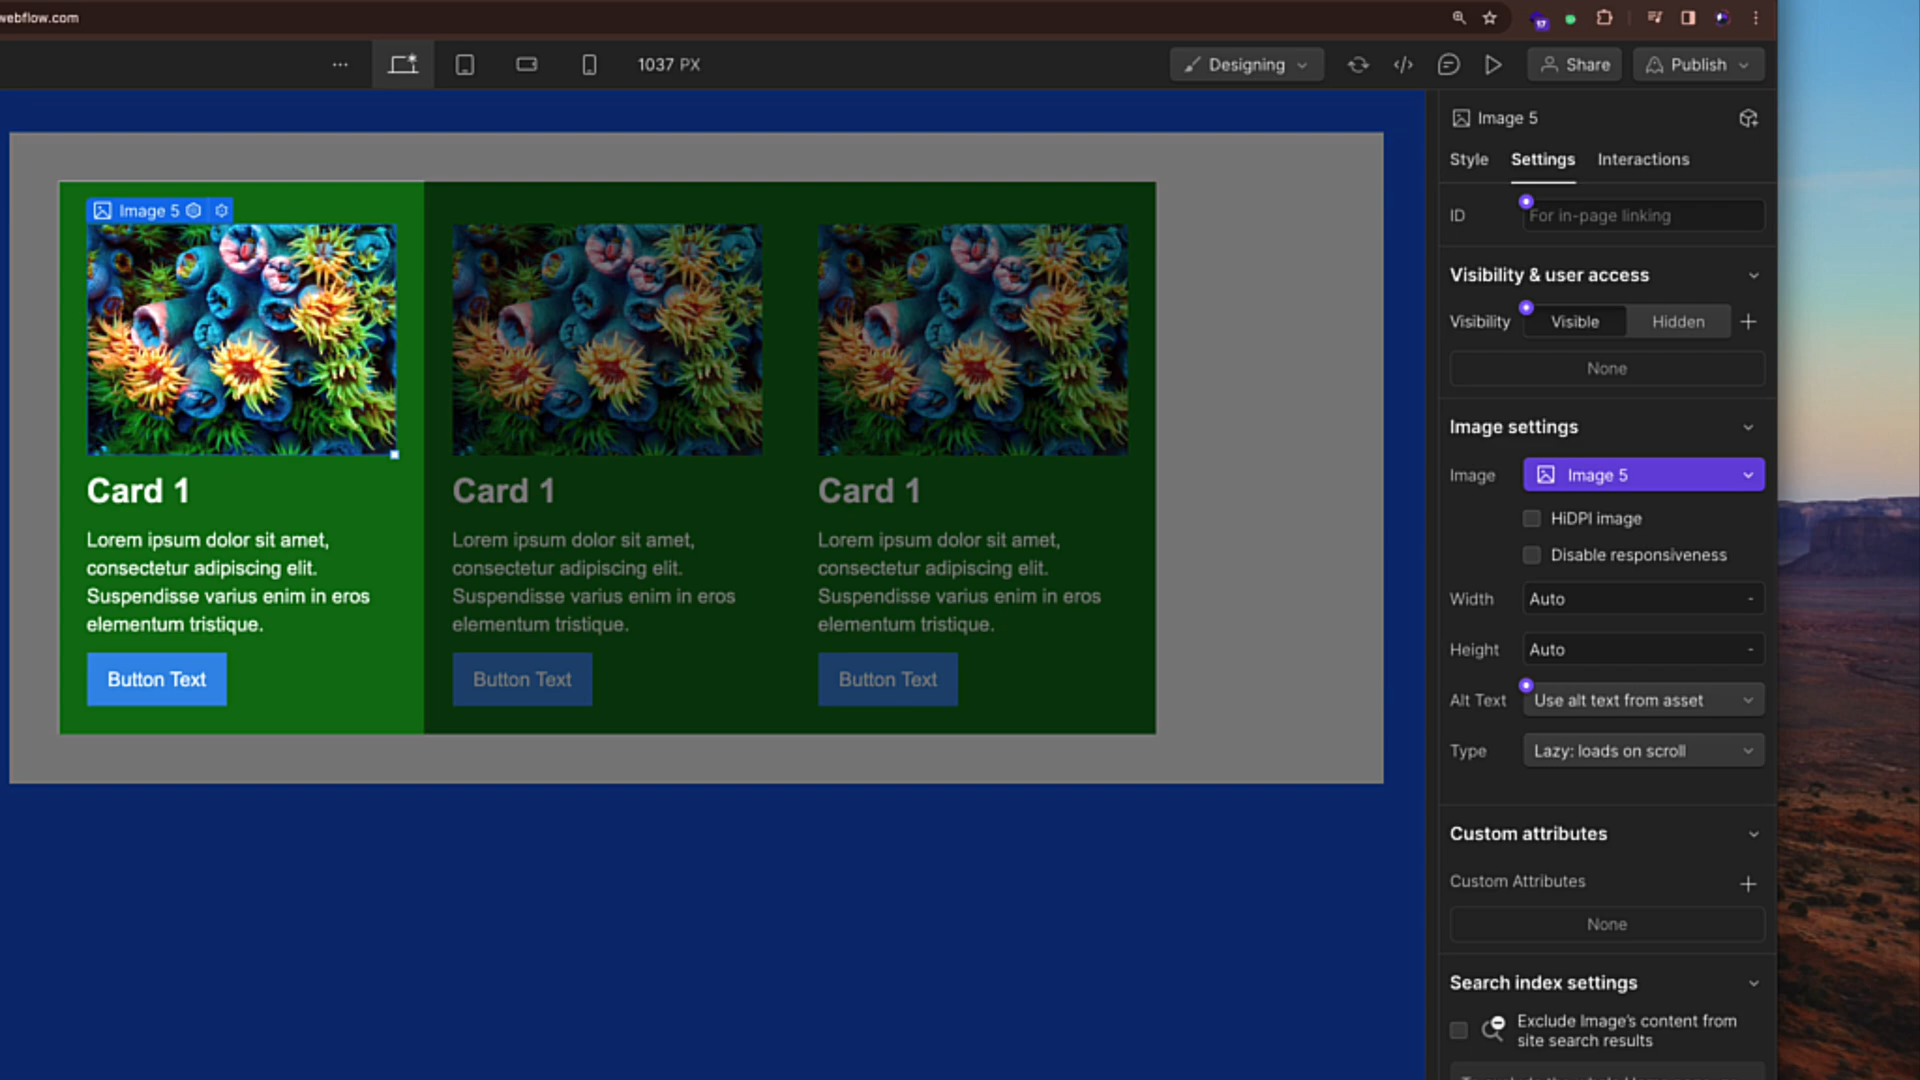 webflow.com
1037 PX
Designing
Share
Publish
Image 5
Style Settings Interactions
ID
For in-page linking
Visibility & user access
Visibility
Visible
Hidden
None
Image settings
Image
Image 5
HiDPI image
Disable responsiveness
Width
Auto
-
Height
Auto
-
Alt Text
Use alt text from asset
Type
Lazy: loads on scroll
Custom attributes
Custom Attributes
None
Search index settings
Exclude Image's content from
site search results
Image 5
Card 1
Lorem ipsum dolor sit amet,
consectetur adipiscing elit.
Suspendisse varius enim in eros
elementum tristique.
Button Text
Card 1
Lorem ipsum dolor sit amet,
consectetur adipiscing elit.
Suspendisse varius enim in eros
elementum tristique.
Button Text
Card 1
Lorem ipsum dolor sit amet,
consectetur adipiscing elit.
Suspendisse varius enim in eros
elementum tristique.
Button Text
17